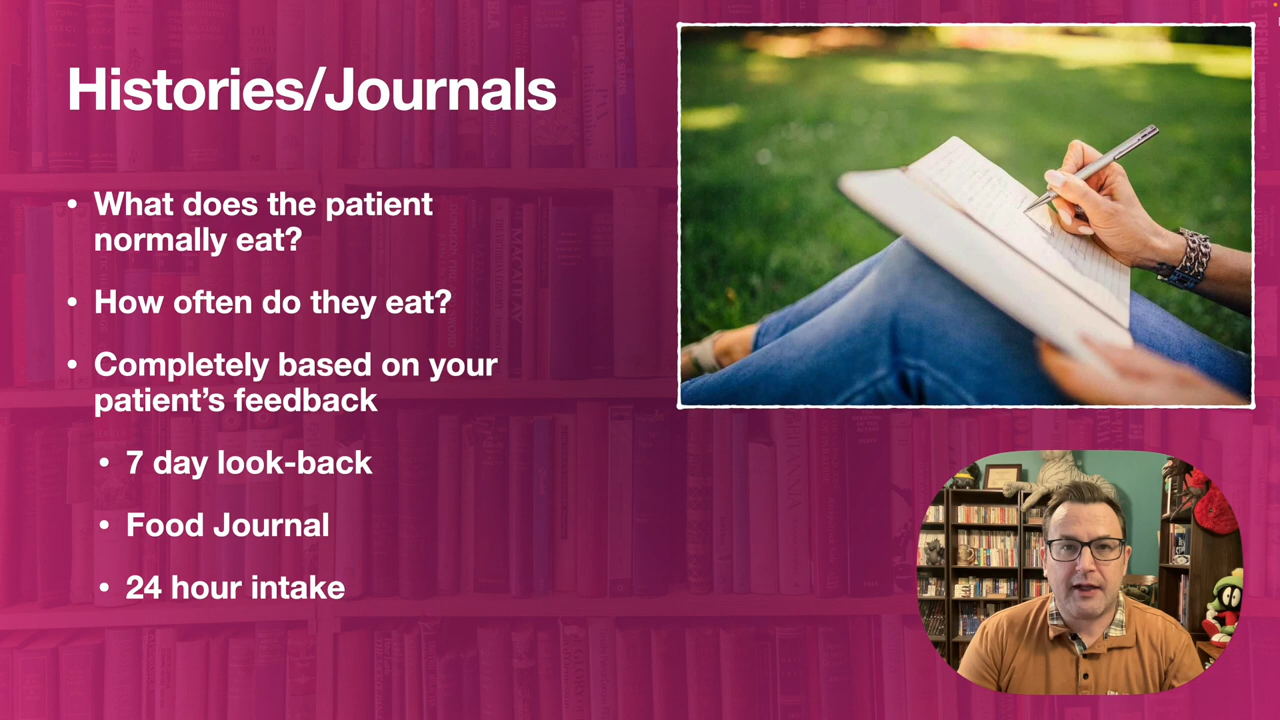 Histories/Journals
• What does the patient
normally eat?
• How often do they eat?
• Completely based on your
patient’s feedback
• 7 day look-back
• Food Journal
• 24 hour intake